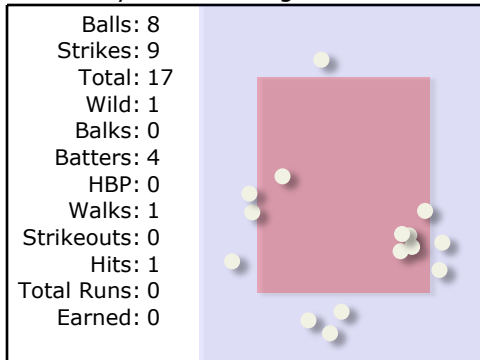 Balls: 8
Strikes: 9
Total: 17
Wild: 1
Balks: 0
Batters: 4
HBP: 0
Walks: 1
Strikeouts: 0
Hits: 1
Total Runs: 0
Earned: 0